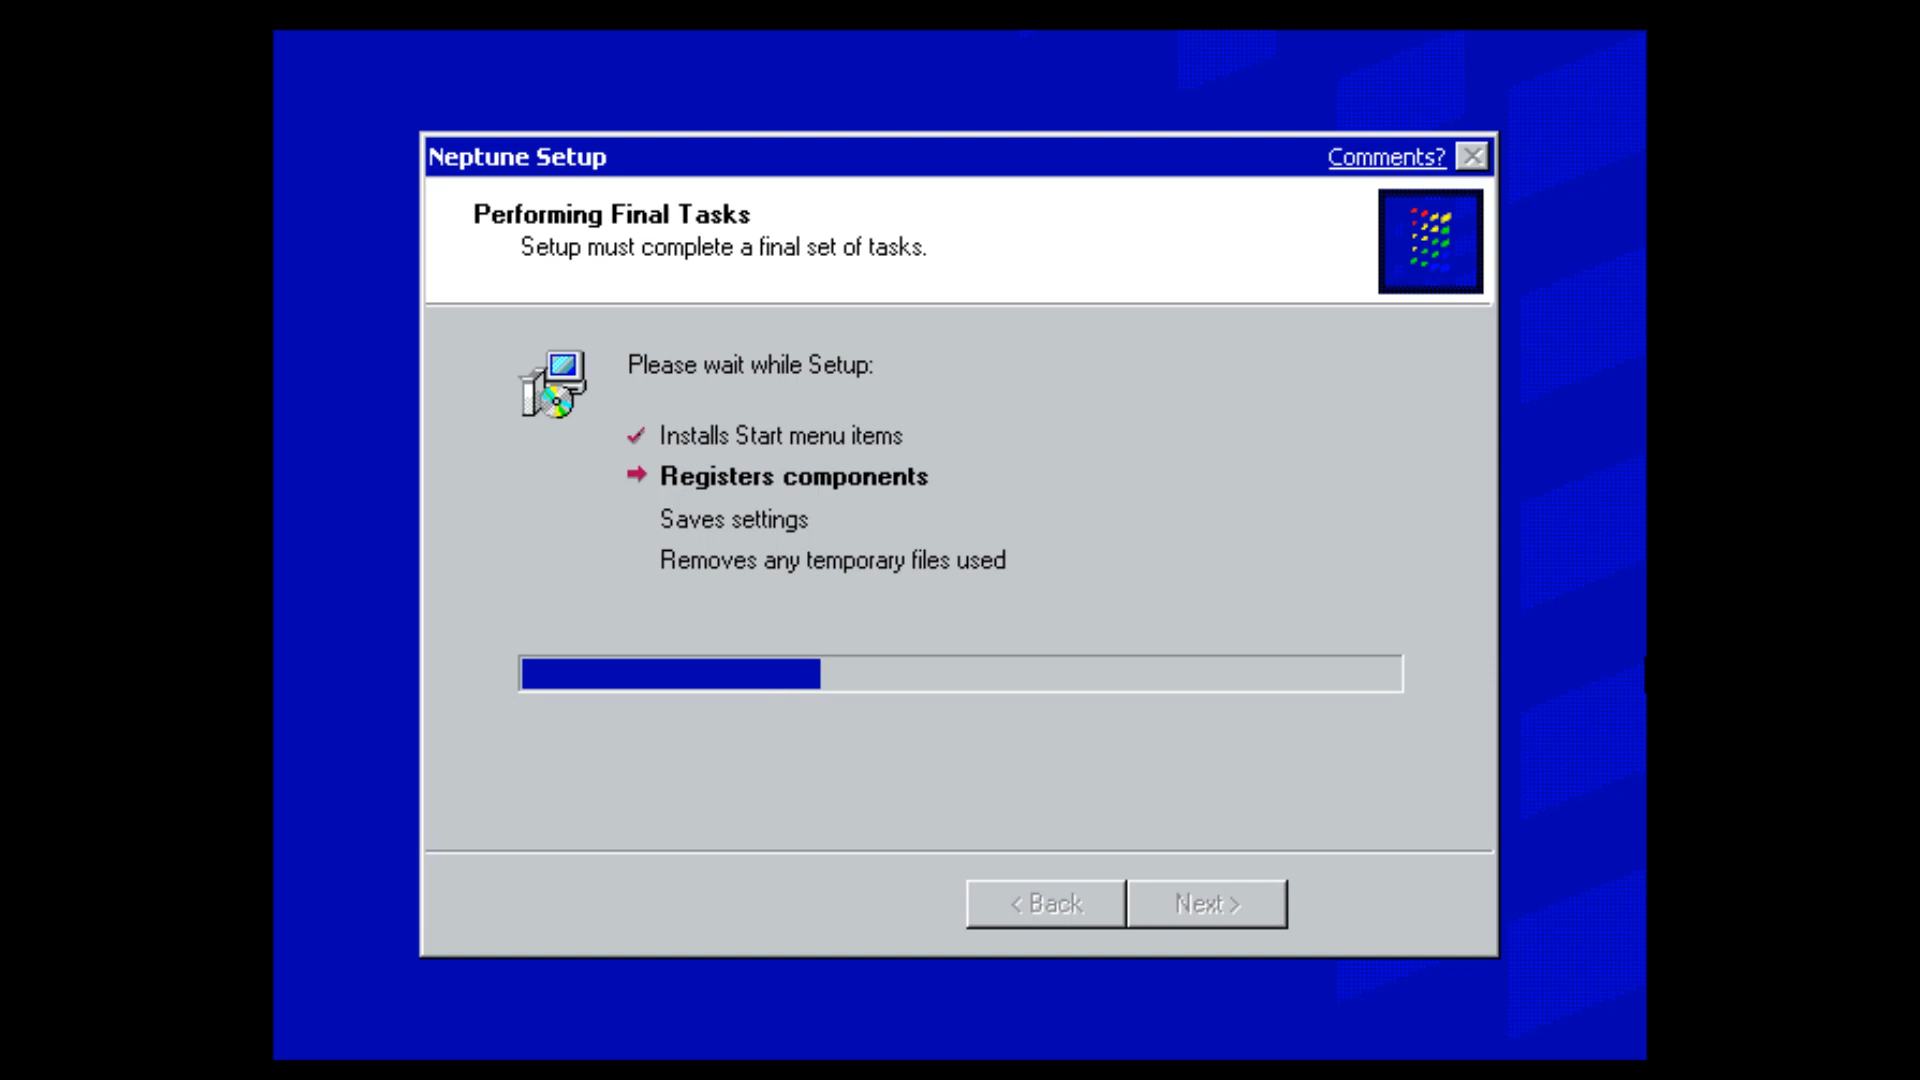 Neptune Setup
Comments?
Performing Final Tasks
Setup must complete a final set of tasks.
Please wait while Setup:
Installs Start menu items
Registers components
Saves settings
Removes any temporary files used
< Back
Next >